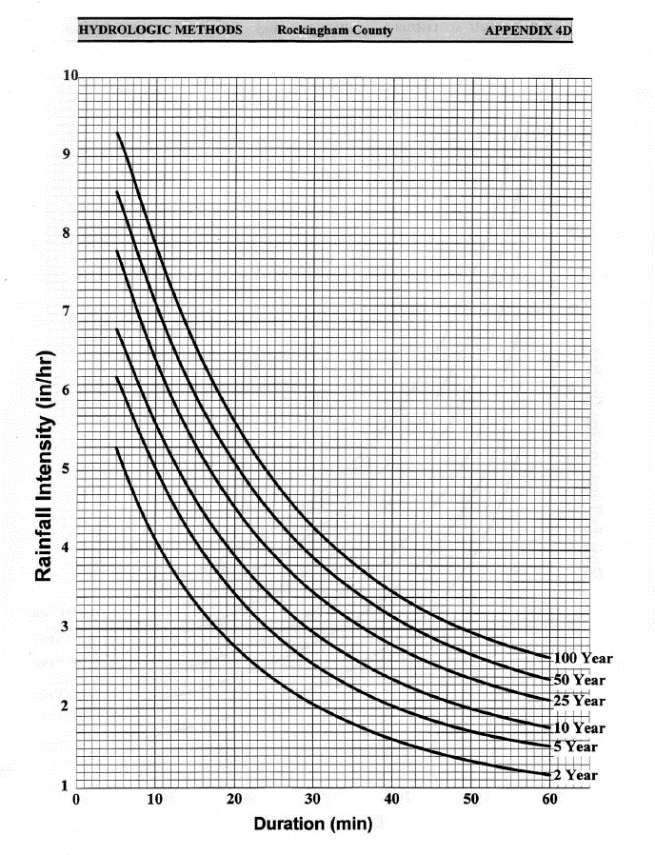 HYDROLOGIC METHODS Rockingham County APPENDIX 4D
10
9
8
7
6
5
4
3
2
1
Rainfall Intensity (in/hr)
100 Year
50 Year
25 Year
10 Year
5 Year
2 Year
0 10 20 30 40 50 60
Duration (min)